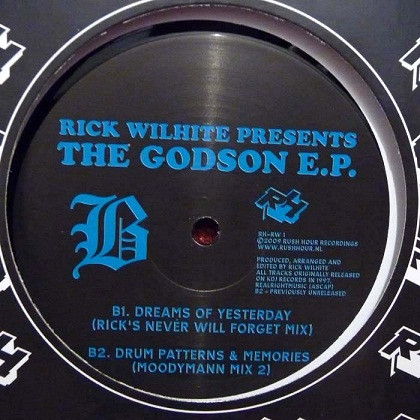 RICK WILHITE PRESENTS
THE GODSON E.P.
B
RH
RH-RW 1
©2009 RUSH HOUR RECORDINGS
WWW.RUSHHOUR.NL
PRODUCED, ARRANGED AND
EDITED BY RICK WILHITE
ALL TRACKS ORIGINALLY RELEASED
ON KDJ RECORDS IN 1997.
REALRIGHTMUSIC (ASCAP)
B2 - PREVIOUSLY UNRELEASED
B1. DREAMS OF YESTERDAY
(RICK'S NEVER WILL FORGET MIX)
B2. DRUM PATTERNS & MEMORIES
(MOODYMANN MIX 2)